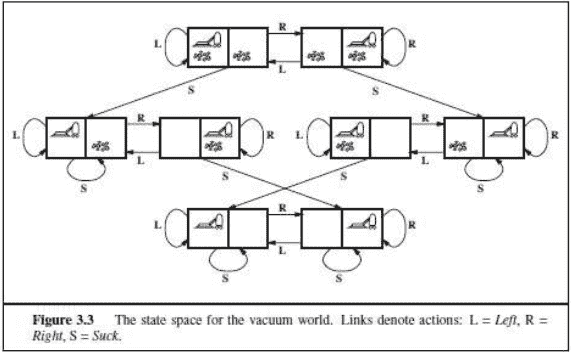 R
L R
L
S S
R R
L R L R
L L
S S
S S
R
L R
L
S S
Figure 3.3 The state space for the vacuum world. Links denote actions: L = Left, R =
Right, S = Suck.